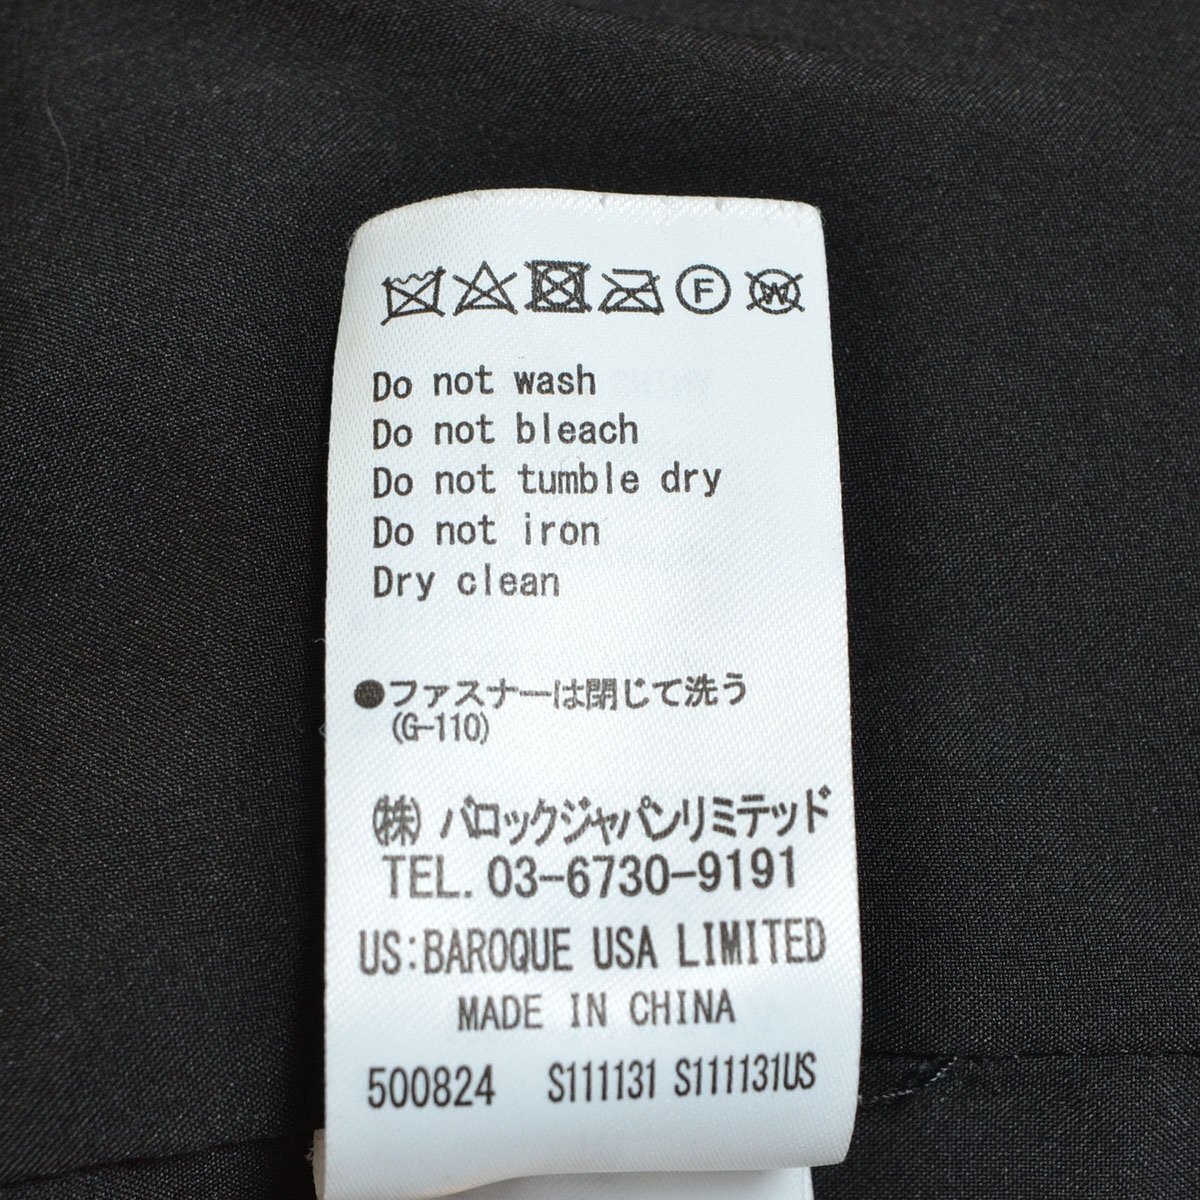 F W
Do not wash
Do not bleach
Do not tumble dry
Do not iron
Dry clean
●ファスナーは閉じて洗う
(G-110)
(株) バロックジャパンリミテッド
TEL. 03-6730-9191
US:BAROQUE USA LIMITED
MADE IN CHINA
500824 S111131 S111131US